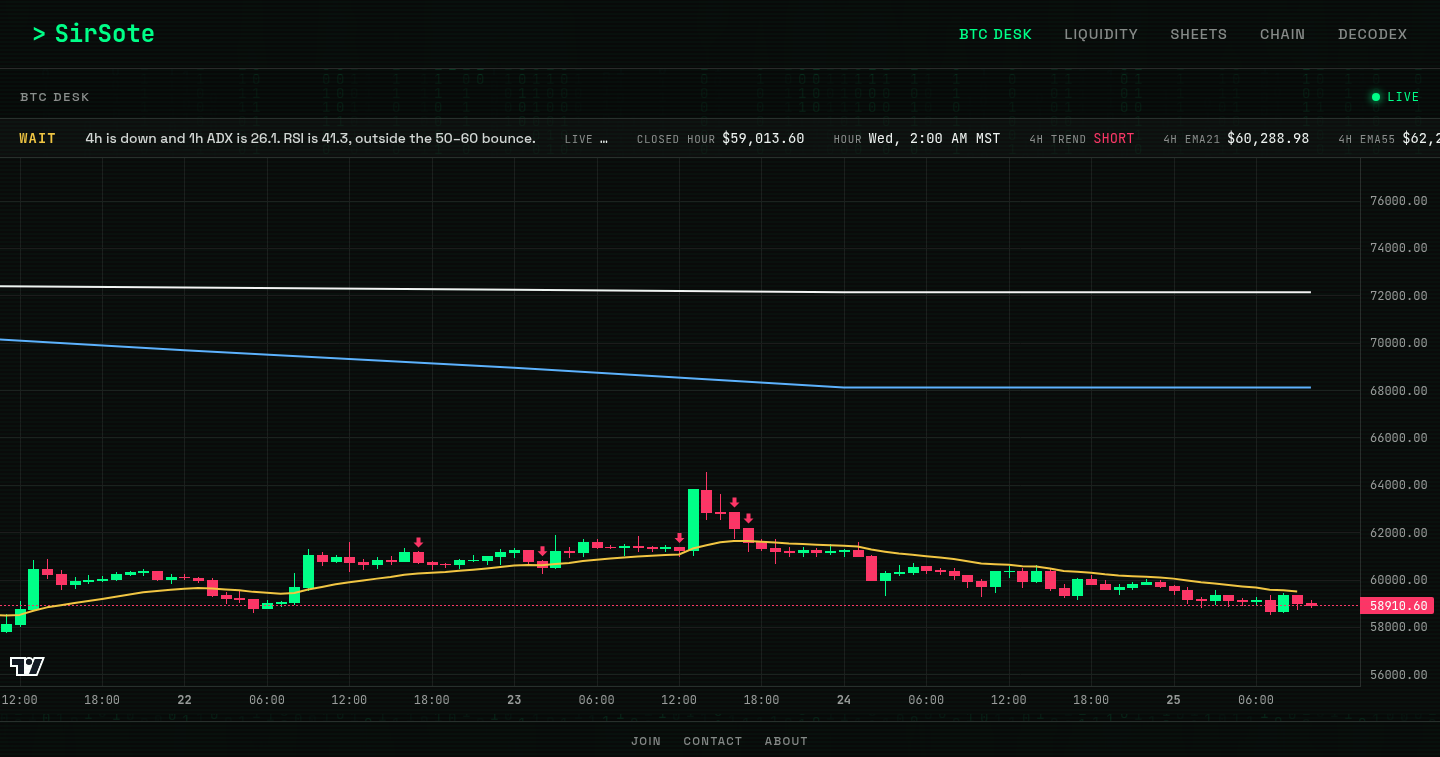 > SirSote
BTC DESK LIQUIDITY SHEETS CHAIN DECODEX
BTC DESK
LIVE
WAIT 4h is down and 1h ADX is 26.1. RSI is 41.3, outside the 50–60 bounce. LIVE … CLOSED HOUR $59,013.60 HOUR Wed, 2:00 AM MST 4H TREND SHORT 4H EMA21 $60,288.98 4H EMA55 $62,2
76000.00
74000.00
72000.00
70000.00
68000.00
66000.00
64000.00
62000.00
60000.00
58910.60
58000.00
56000.00
12:00 18:00 22 06:00 12:00 18:00 23 06:00 12:00 18:00 24 06:00 12:00 18:00 25 06:00
JOIN CONTACT ABOUT